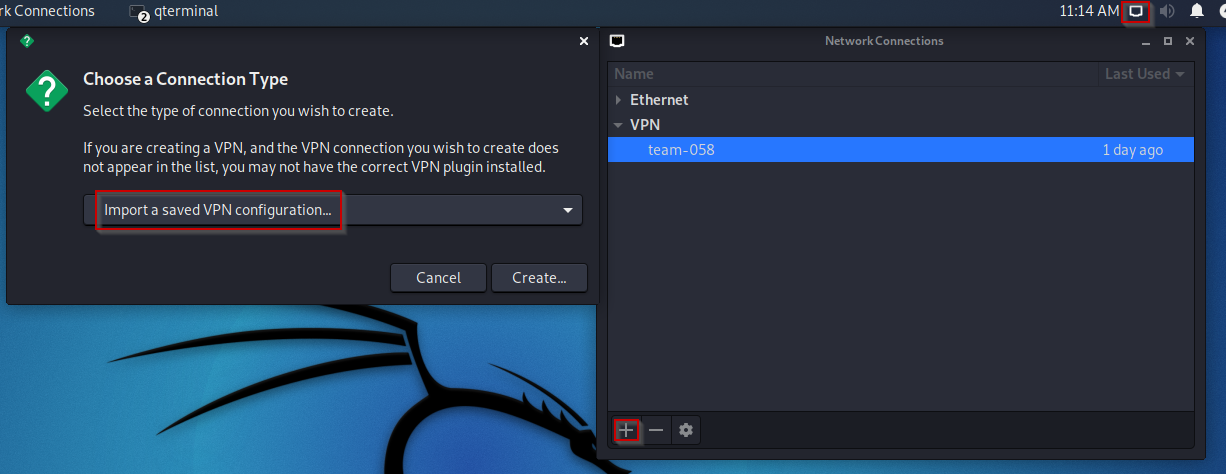 rk Connections
2
qterminal
11:14 AM
Choose a Connection Type
Select the type of connection you wish to create.
If you are creating a VPN, and the VPN connection you wish to create does
not appear in the list, you may not have the correct VPN plugin installed.
Import a saved VPN configuration...
Cancel
Create...
Network Connections
Name
Last Used
Ethernet
VPN
team-058
1 day ago